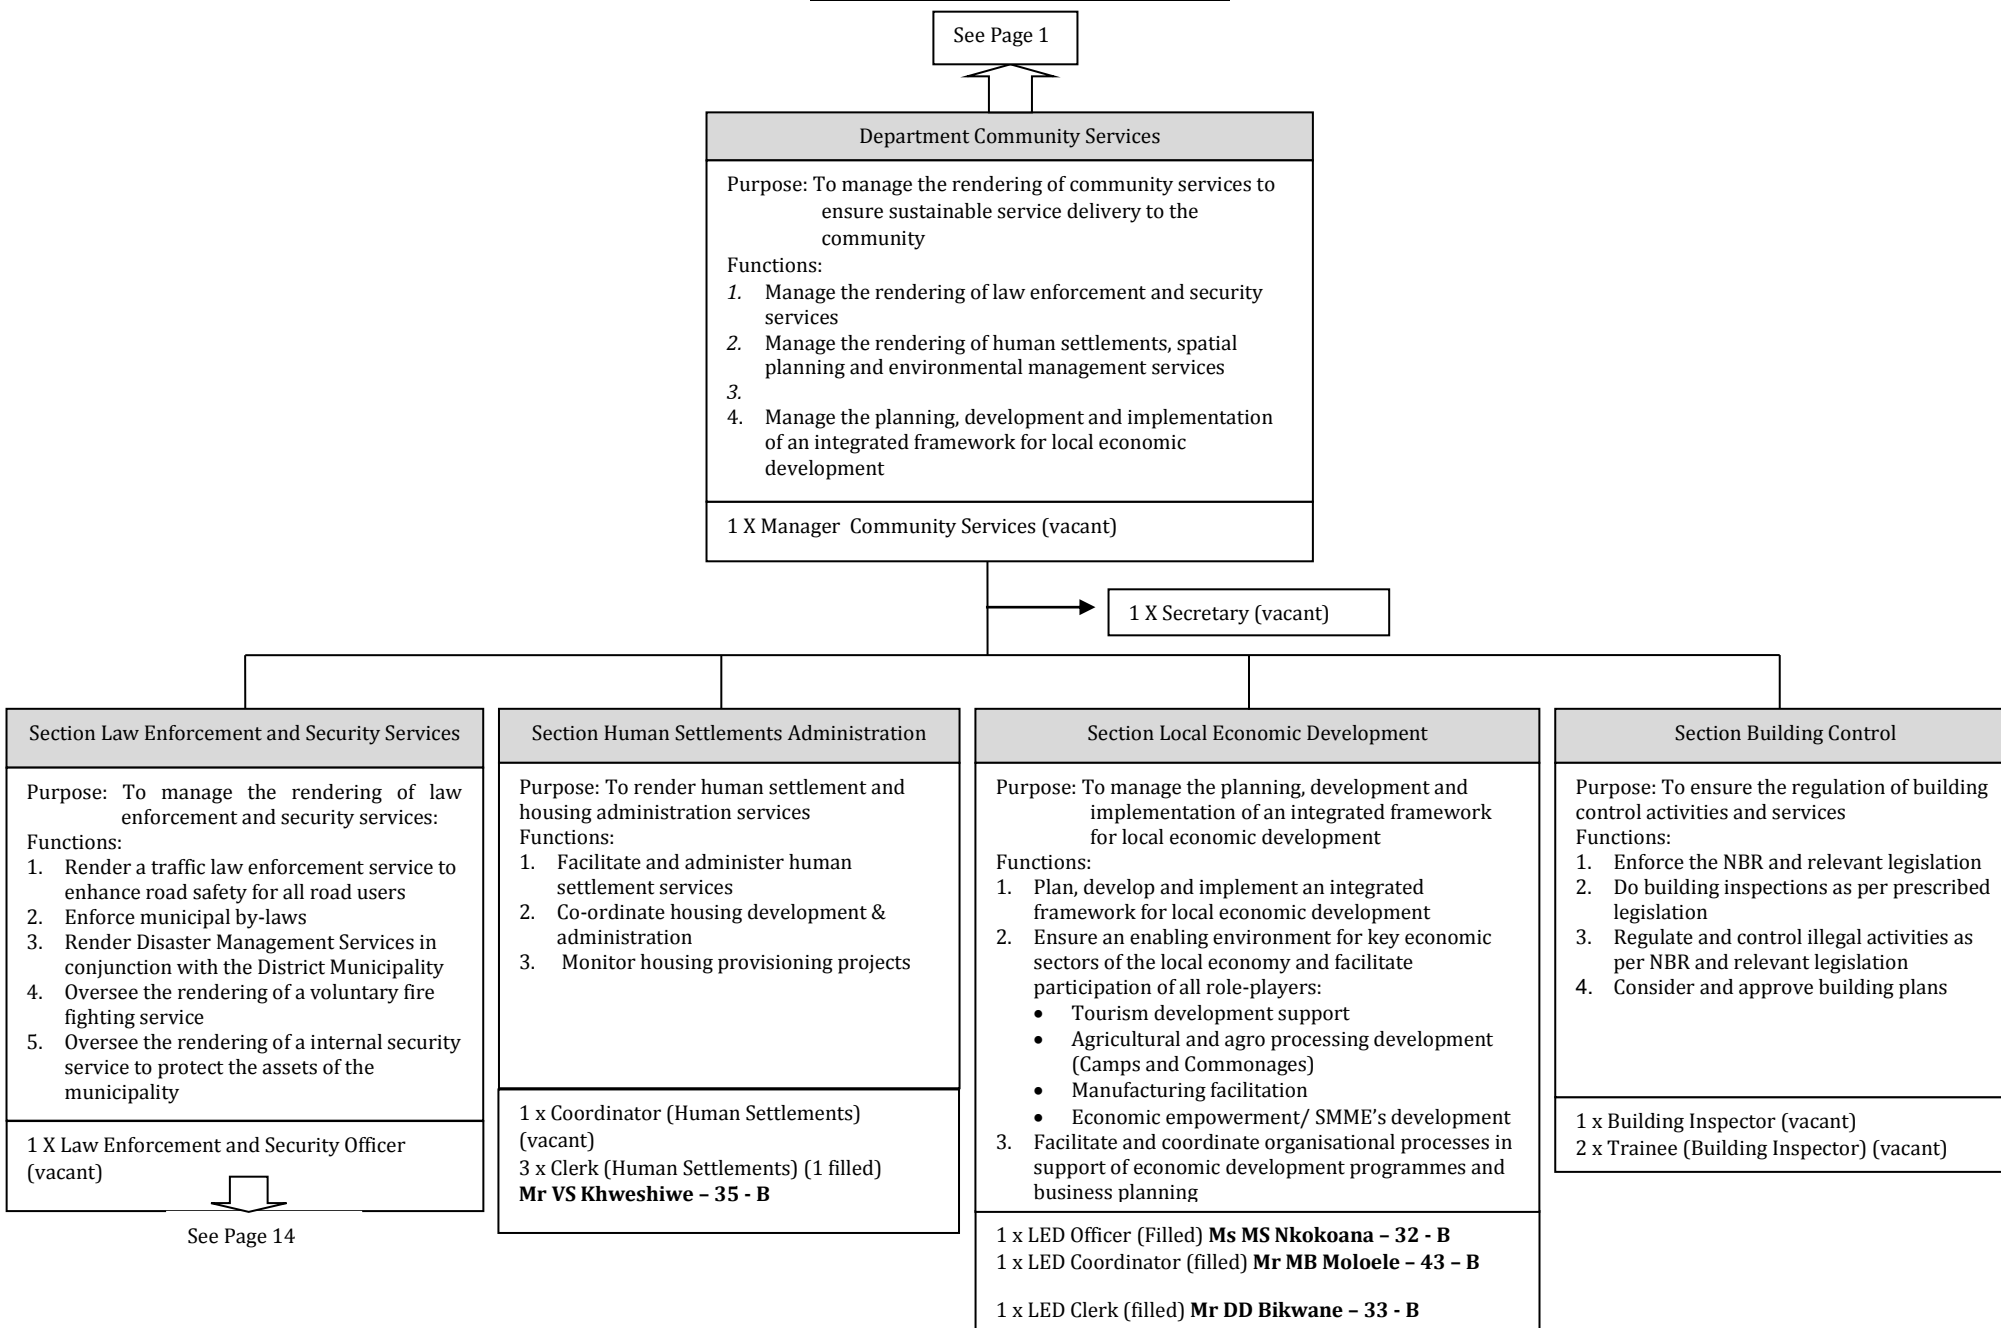 See Page 1
Department Community Services
Purpose: To manage the rendering of community services to
ensure sustainable service delivery to the
community
Functions:
1. Manage the rendering of law enforcement and security
services
2. Manage the rendering of human settlements, spatial
planning and environmental management services
3.
4. Manage the planning, development and implementation
of an integrated framework for local economic
development
1 X Manager Community Services (vacant)
1 X Secretary (vacant)
Section Law Enforcement and Security Services
Purpose: To manage the rendering of law
enforcement and security services:
Functions:
1. Render a traffic law enforcement service to
enhance road safety for all road users
2. Enforce municipal by-laws
3. Render Disaster Management Services in
conjunction with the District Municipality
4. Oversee the rendering of a voluntary fire
fighting service
5. Oversee the rendering of a internal security
service to protect the assets of the
municipality
1 X Law Enforcement and Security Officer
(vacant)
See Page 14
Section Human Settlements Administration
Purpose: To render human settlement and
housing administration services
Functions:
1. Facilitate and administer human
settlement services
2. Co-ordinate housing development &
administration
3. Monitor housing provisioning projects
1 x Coordinator (Human Settlements)
(vacant)
3 x Clerk (Human Settlements) (1 filled)
Mr VS Khweshiwe – 35 - B
Section Local Economic Development
Purpose: To manage the planning, development and
implementation of an integrated framework
for local economic development
Functions:
1. Plan, develop and implement an integrated
framework for local economic development
2. Ensure an enabling environment for key economic
sectors of the local economy and facilitate
participation of all role-players:
• Tourism development support
• Agricultural and agro processing development
(Camps and Commonages)
• Manufacturing facilitation
• Economic empowerment/ SMME's development
3. Facilitate and coordinate organisational processes in
support of economic development programmes and
business planning
1 x LED Officer (Filled) Ms MS Nkokoana – 32 - B
1 x LED Coordinator (filled) Mr MB Moloele – 43 – B
1 x LED Clerk (filled) Mr DD Bikwane – 33 - B
Section Building Control
Purpose: To ensure the regulation of building
control activities and services
Functions:
1. Enforce the NBR and relevant legislation
2. Do building inspections as per prescribed
legislation
3. Regulate and control illegal activities as
per NBR and relevant legislation
4. Consider and approve building plans
1 x Building Inspector (vacant)
2 x Trainee (Building Inspector) (vacant)